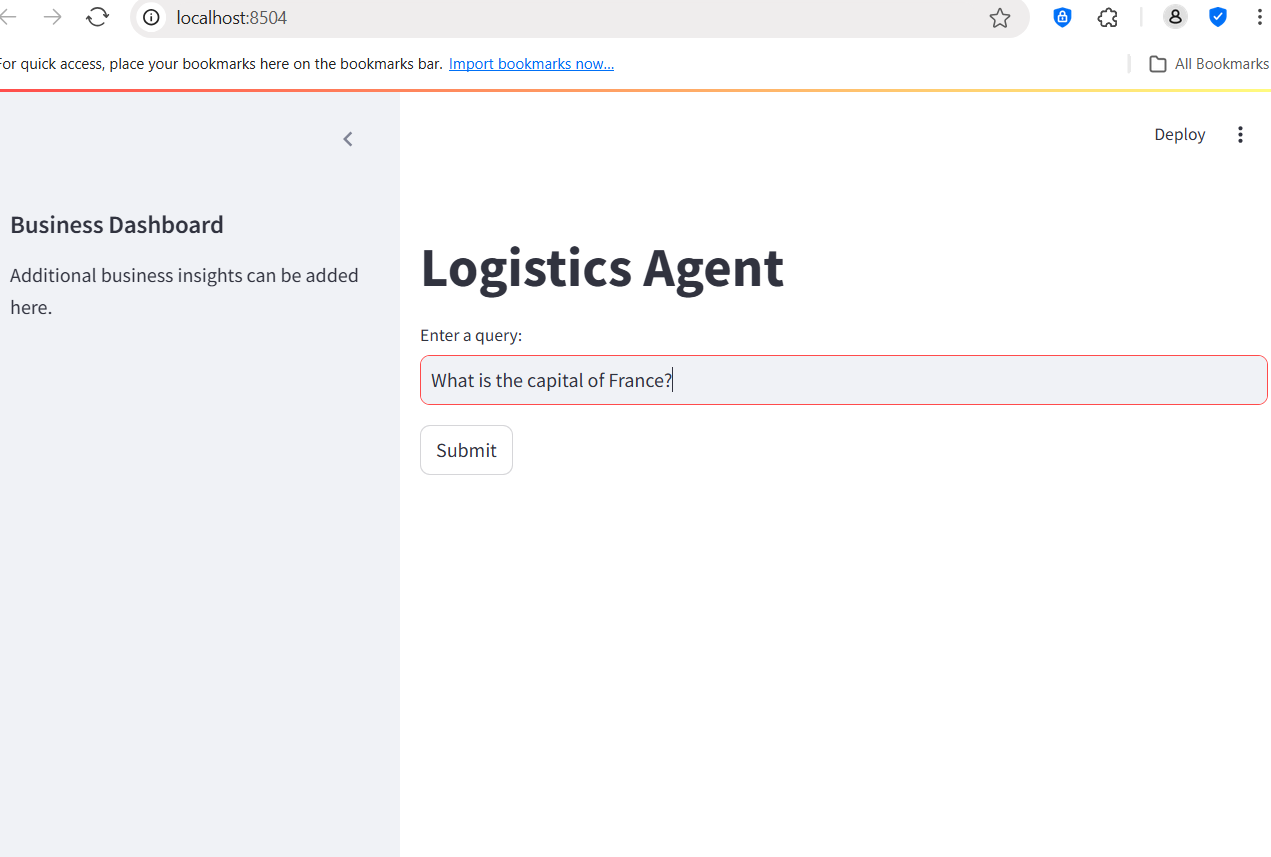 localhost:8504
For quick access, place your bookmarks here on the bookmarks bar. Import bookmarks now...
All Bookmarks
Deploy
Business Dashboard
Additional business insights can be added
here.
Logistics Agent
Enter a query:
What is the capital of France?
Submit